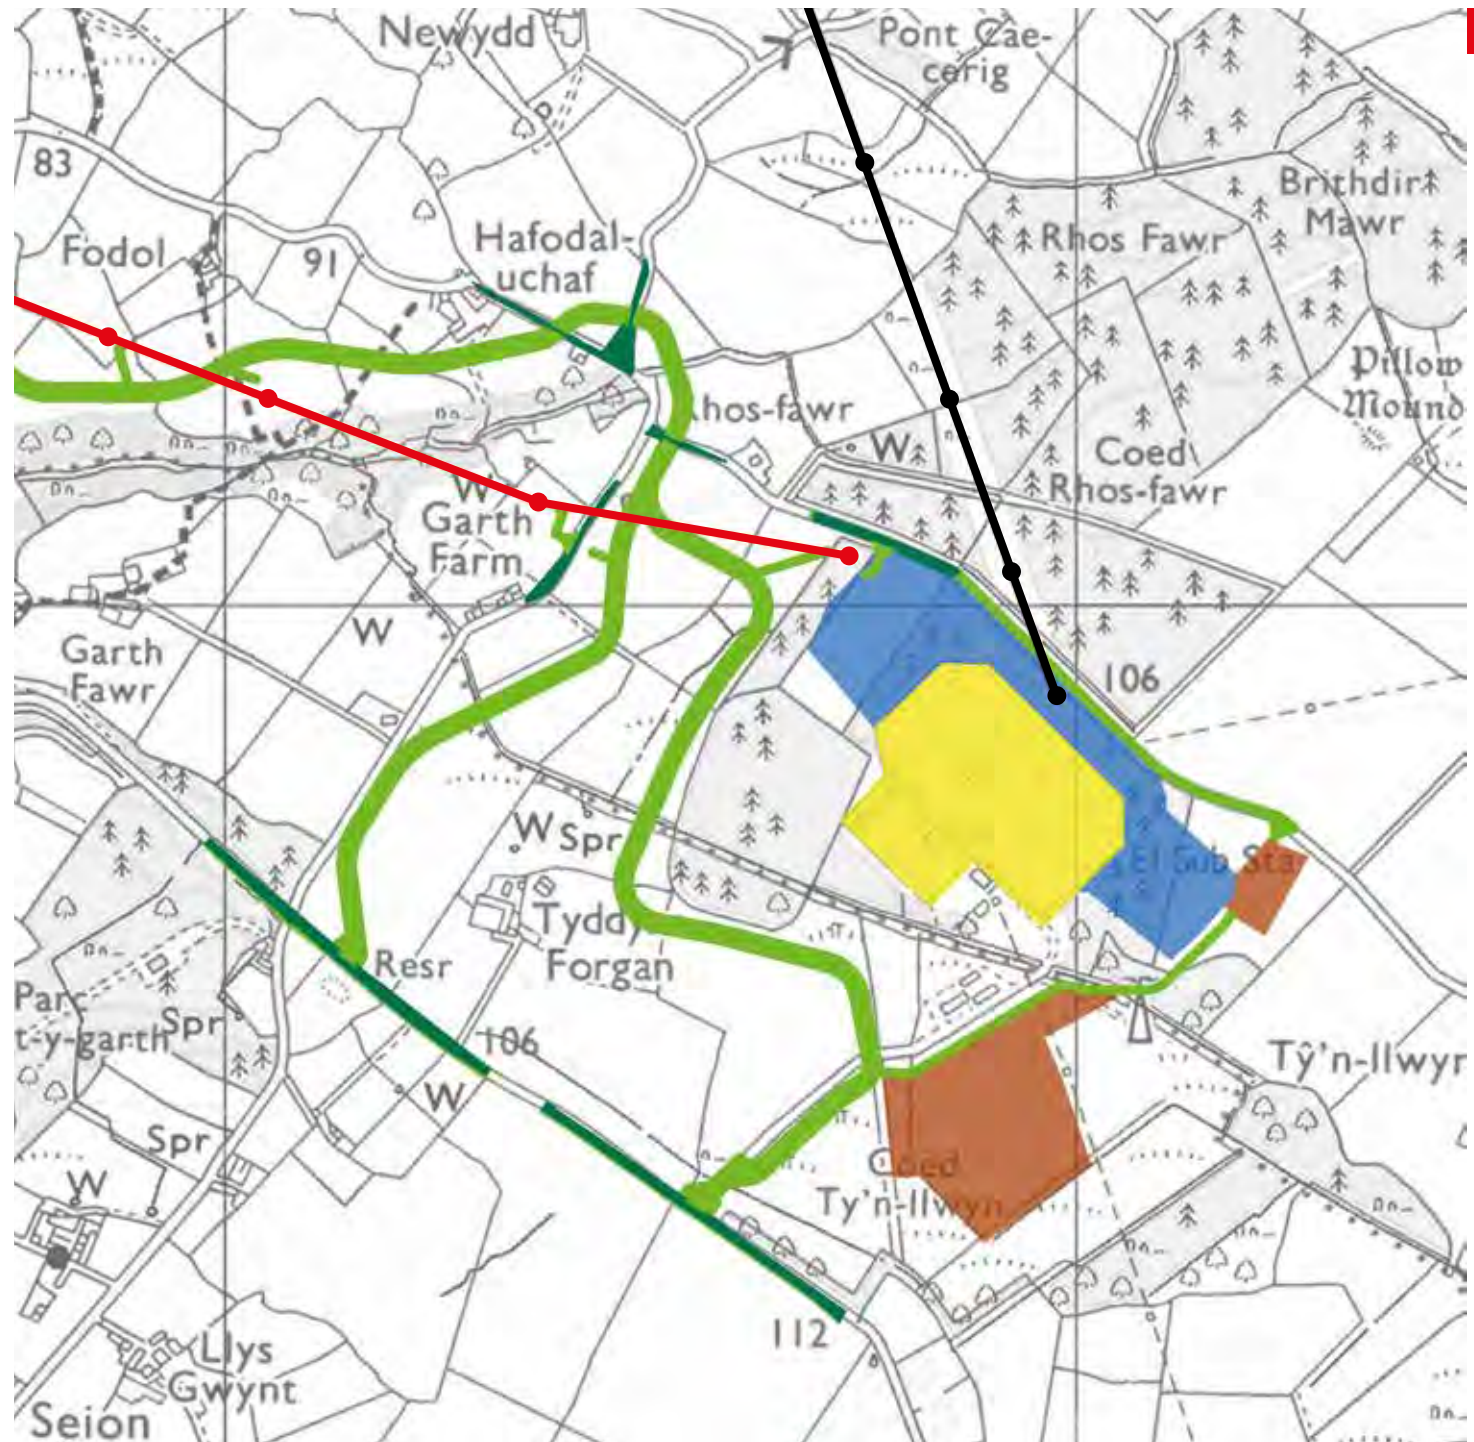 Newydd
Pont Cae-
cerig
83
Brithdir
Mawr
Fodol
91
Hafodal-
uchaf
Rhos Fawr
Pillow
Mound
hos-fawr
W
Coed
Rhos-fawr
W
Garth
Farm
W
Garth
Fawr
106
W
Spr
El Sub Sta
Tydd
Forgan
Resr
Parc
t-y-garth
Spr
106
W
Tŷ'n-llwyn
Spr
W
Coed
Ty'n-llwyn
112
Llys
Gwynt
Seion